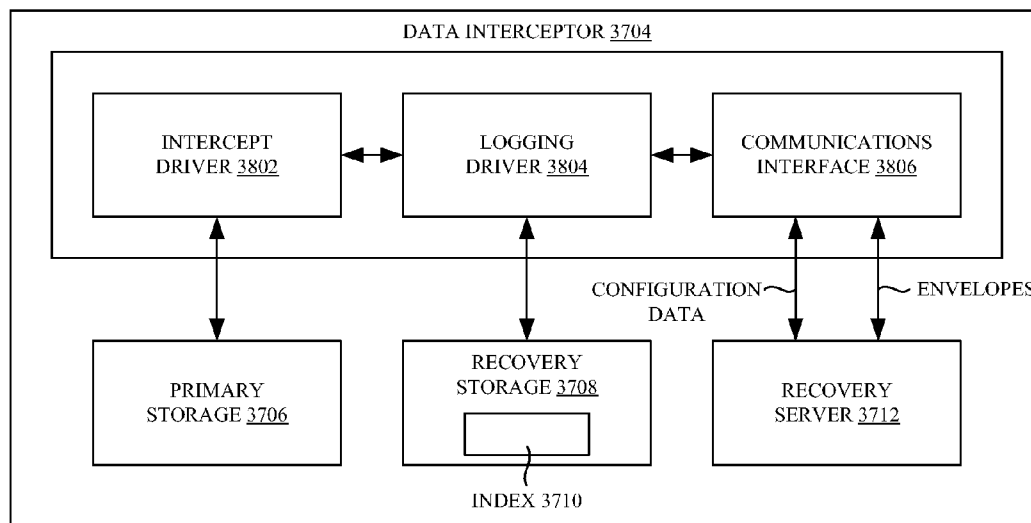 DATA INTERCEPTOR 3704
INTERCEPT
DRIVER 3802
LOGGING
DRIVER 3804
COMMUNICATIONS
INTERFACE 3806
CONFIGURATION
DATA
ENVELOPES
PRIMARY
STORAGE 3706
RECOVERY
STORAGE 3708
RECOVERY
SERVER 3712
INDEX 3710